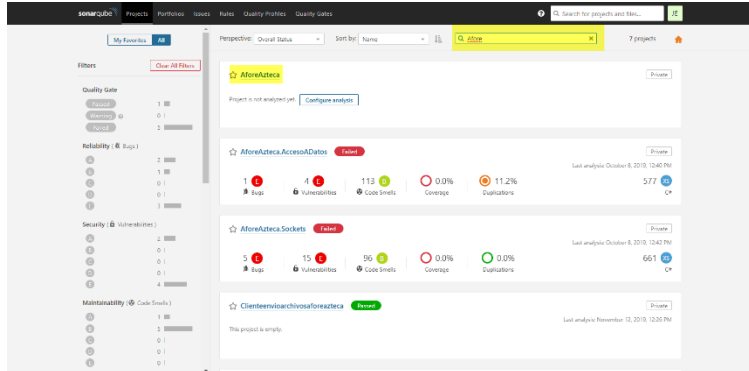 sonarqube Projects Portfolios Issues Rules Quality Profiles Quality Gates Search for projects and files...
My Favorites All Perspective: Overall Status Sort by: Name Afore 7 projects
Filters Clear All Filters
Quality Gate
Passed 1
Warning 0
Failed 5
Reliability ( Bugs )
A 2
B 1
C 0
D 0
E 3
Security ( Vulnerabilities )
A 2
B 0
C 0
D 0
E 4
Maintainability ( Code Smells )
A 1
B 5
C 0
D 0
E 0
AforeAzteca Private
Project is not analyzed yet. Configure analysis
AforeAzteca.AccesoADatos Failed Private
Last analysis: October 8, 2019, 12:40 PM
1 E 4 E 113 B 0.0% 11.2% 577 XS
Bugs Vulnerabilities Code Smells Coverage Duplications C#
AforeAzteca.Sockets Failed Private
Last analysis: October 8, 2019, 12:43 PM
5 E 15 E 96 B 0.0% 0.0% 661 XS
Bugs Vulnerabilities Code Smells Coverage Duplications C#
Clienteenvioarchivosaforeazteca Passed Private
Last analysis: November 12, 2019, 12:26 PM
This project is empty.